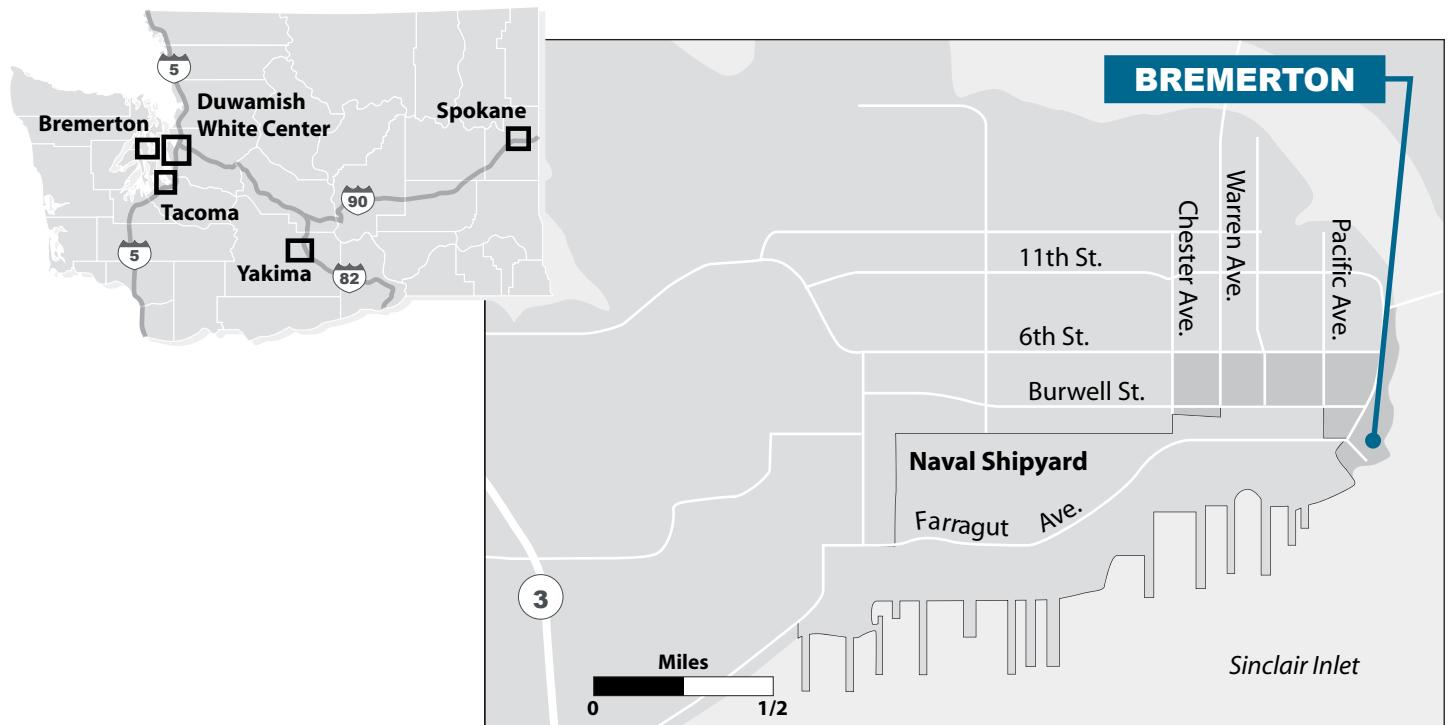 5
Duwamish
White Center
Bremerton
Spokane
Tacoma
90
5
Yakima
82
BREMERTON
Chester Ave.
Warren Ave.
Pacific Ave.
11th St.
6th St.
Burwell St.
Naval Shipyard
Farragut Ave.
3
Miles
0 1/2
Sinclair Inlet